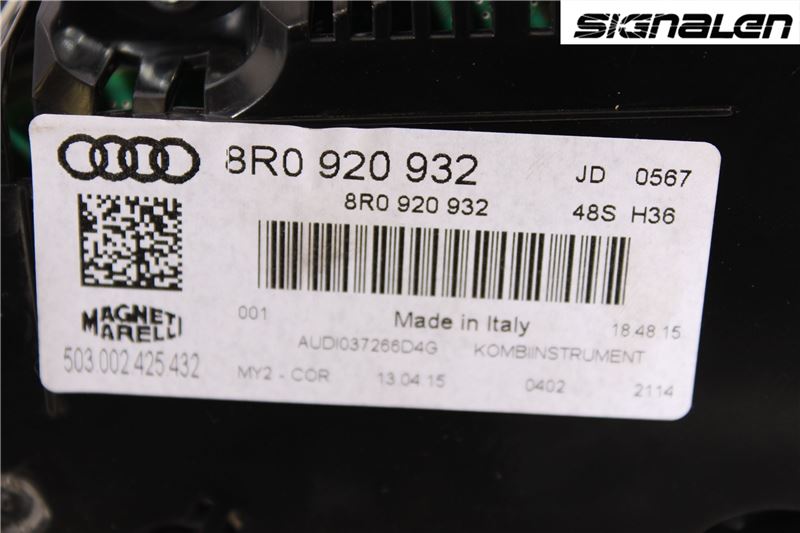 SIGNALEN
8R0 920 932 JD 0567
8R0 920 932 48S H36
001 Made in Italy 18 48 15
MAGNETI
MARELLI
AUDI037266D4G KOMBIINSTRUMENT
503 002 425 432
MY2 - COR 13 04 15 0402 2114